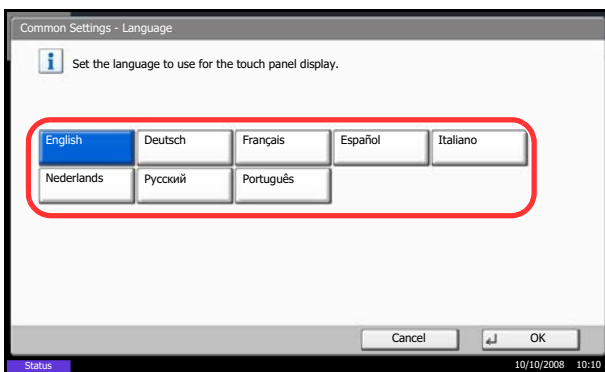 Common Settings - Language
Set the language to use for the touch panel display.
English Deutsch Français Español Italiano
Nederlands Русский Português
Cancel OK
Status 10/10/2008 10:10